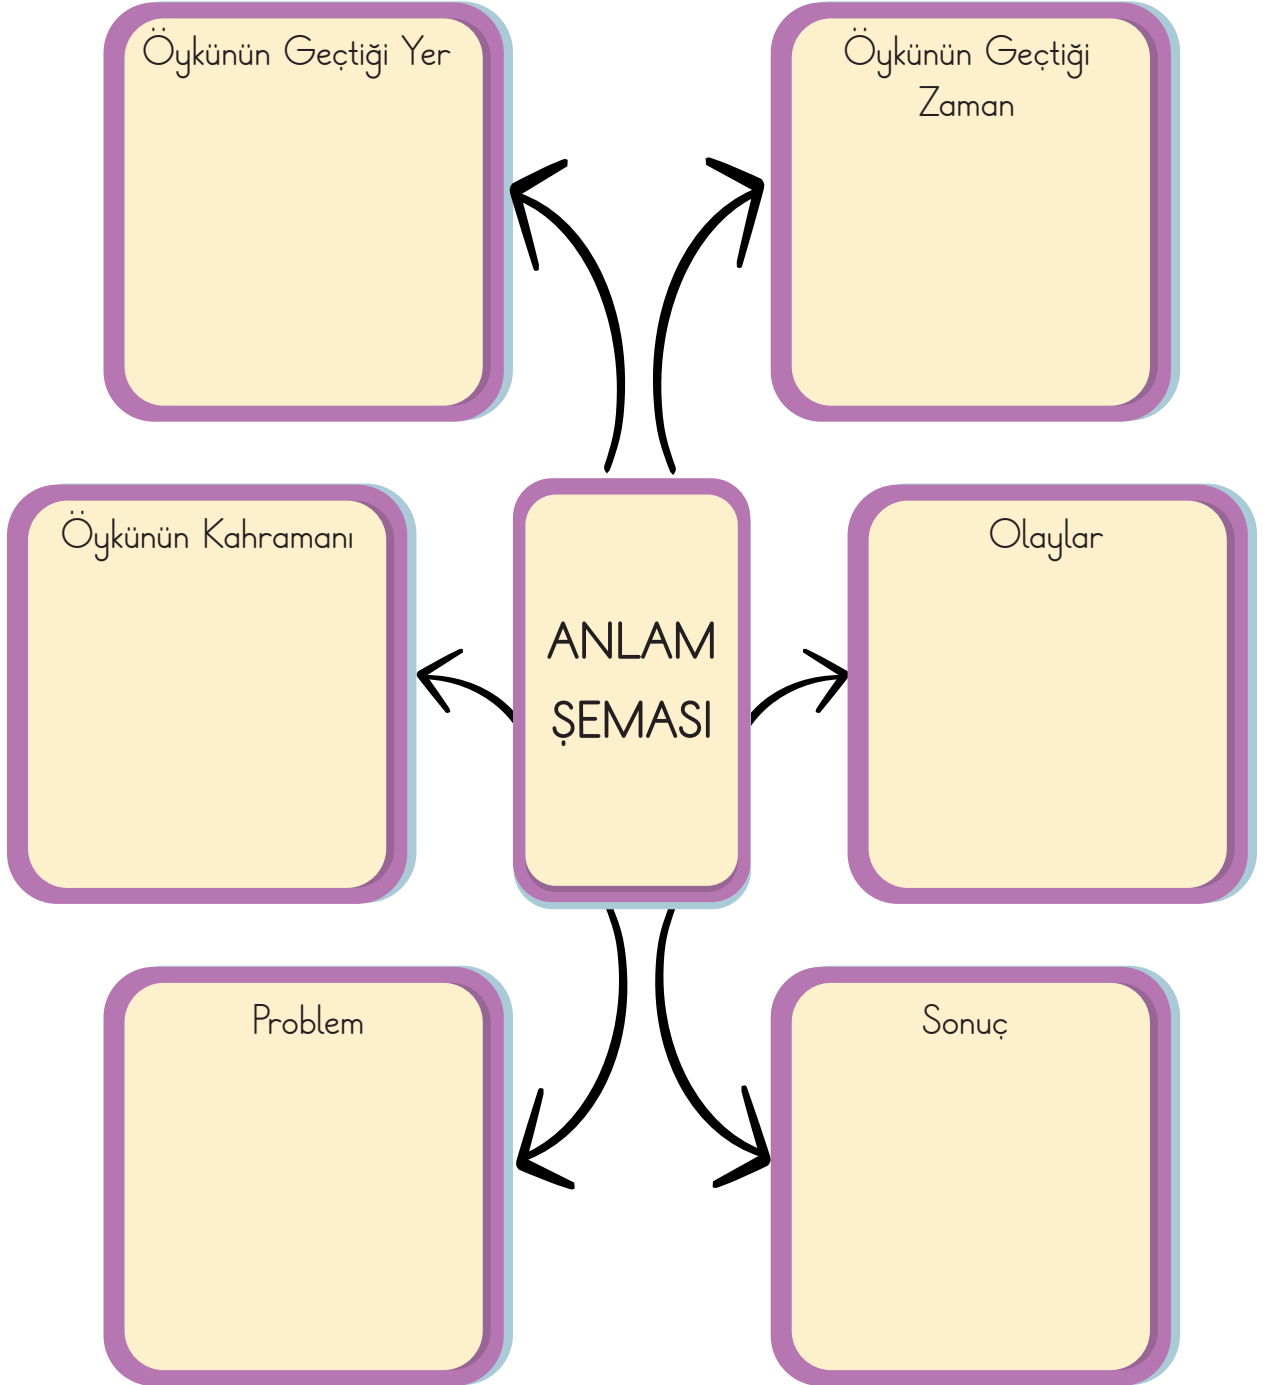 Öykünün Geçtiği Yer
Öykünün Geçtiği
Zaman
Öykünün Kahramanı
ANLAM
ŞEMASI
Olaylar
Problem
Sonuç